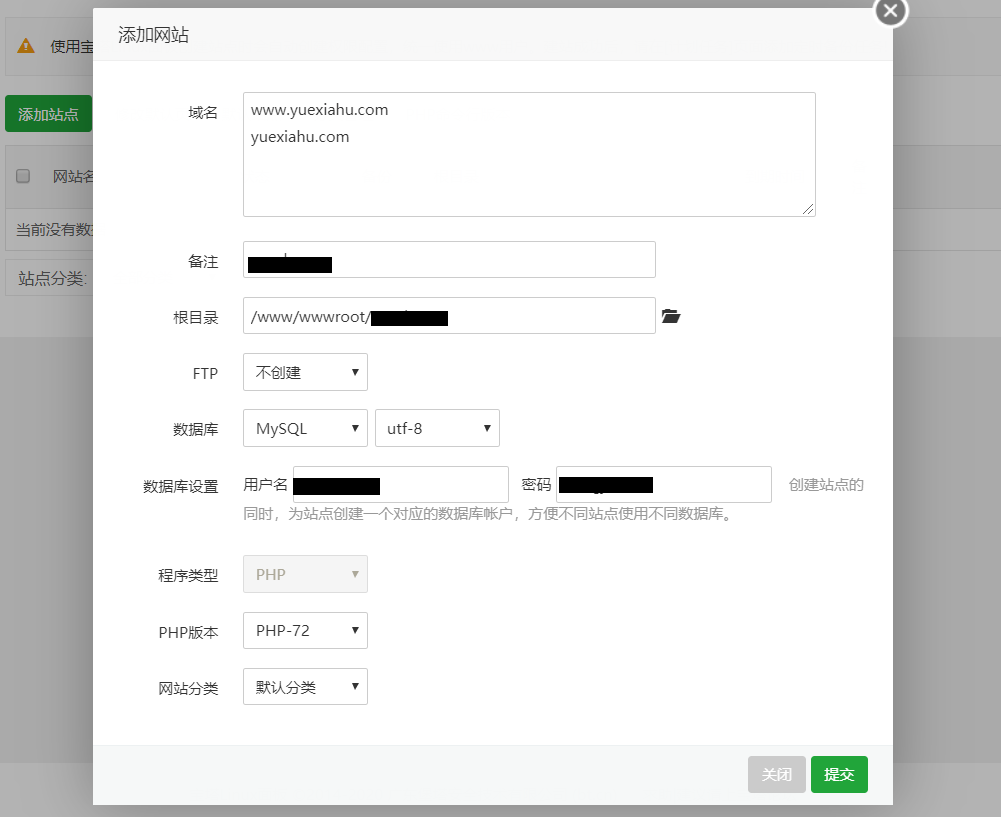 添加网站
使用宝
添加站点
网站名
当前没有数据
站点分类:
域名
www.yuexiahu.com
yuexiahu.com
备注
根目录 /www/wwwroot/
FTP 不创建
数据库 MySQL utf-8
数据库设置 用户名 密码 创建站点的
同时，为站点创建一个对应的数据库帐户，方便不同站点使用不同数据库。
程序类型 PHP
PHP版本 PHP-72
网站分类 默认分类
关闭 提交